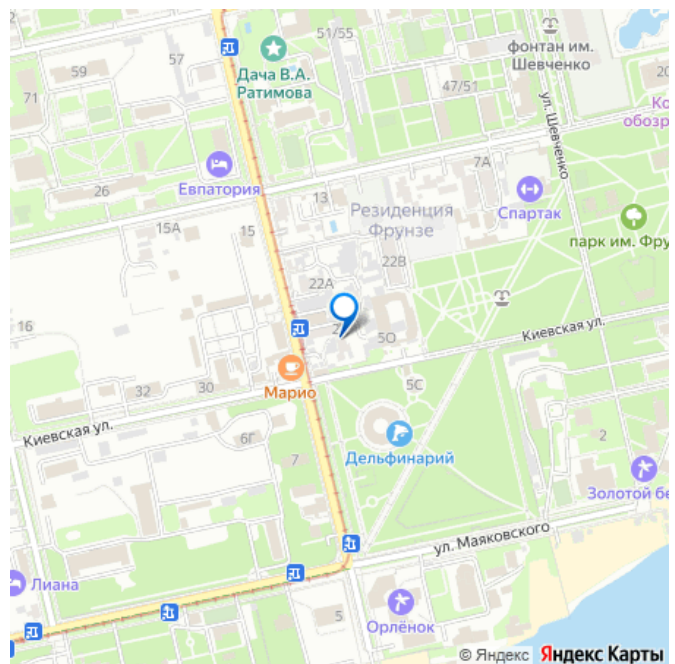 51/55
фонтан им.
Шевченко
57
59
Дача В.А.
Ратимова
71
47/51
20
Ко
обозр
ул. Шевченко
7А
Евпатория
26
13
Спартак
Резиденция
Фрунзе
парк им. Фру
15А
15
22В
22А
16
5О
Киевская ул.
Марио
32
30
5С
Киевская ул.
6Г
7
Дельфинарий
2
Золотой бе
ул. Маяковского
Лиана
5
Орлёнок
© Яндекс
Яндекс Карты